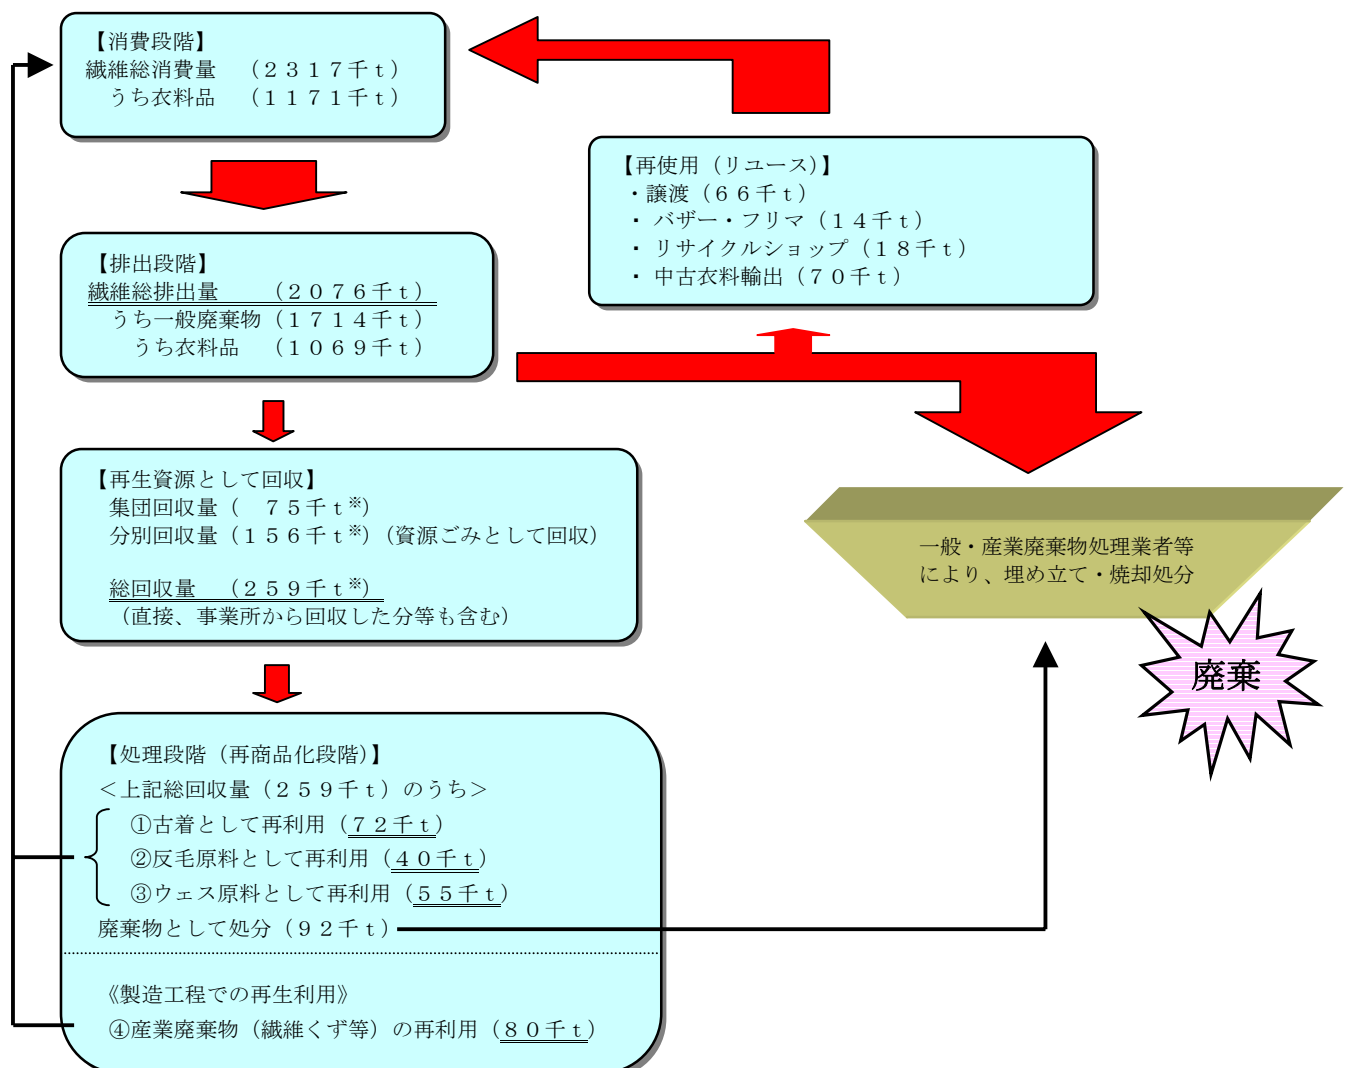 【消費段階】
繊維総消費量　（２３１７千ｔ）
うち衣料品　（１１７１千ｔ）
【再使用（リユース）】
・譲渡（６６千ｔ）
・ バザー・フリマ（１４千ｔ）
・ リサイクルショップ（１８千ｔ）
・ 中古衣料輸出（７０千ｔ）
【排出段階】
繊維総排出量　　（２０７６千ｔ）
うち一般廃棄物（１７１４千ｔ）
うち衣料品　（１０６９千ｔ）
【再生資源として回収】
集団回収量（　７５千ｔ※）
分別回収量（１５６千ｔ※）（資源ごみとして回収）
総回収量　（２５９千ｔ※）
（直接、事業所から回収した分等も含む）
一般・産業廃棄物処理業者等
により、埋め立て・焼却処分
廃棄
【処理段階（再商品化段階）】
＜上記総回収量（２５９千ｔ）のうち＞
①古着として再利用（７２千ｔ）
②反毛原料として再利用（４０千ｔ）
③ウェス原料として再利用（５５千ｔ）
廃棄物として処分（９２千ｔ）
《製造工程での再生利用》
④産業廃棄物（繊維くず等）の再利用（８０千ｔ）